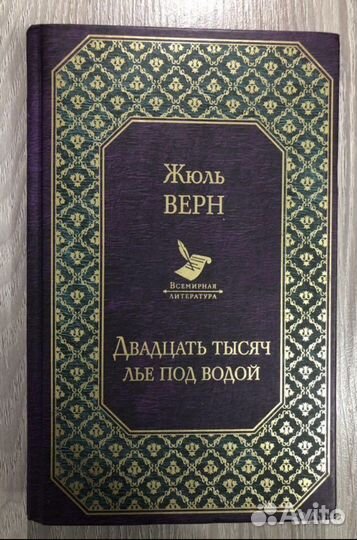 Жюль
ВЕРН
Всемирная
литература
Двадцать тысяч
лье под водой
Avito